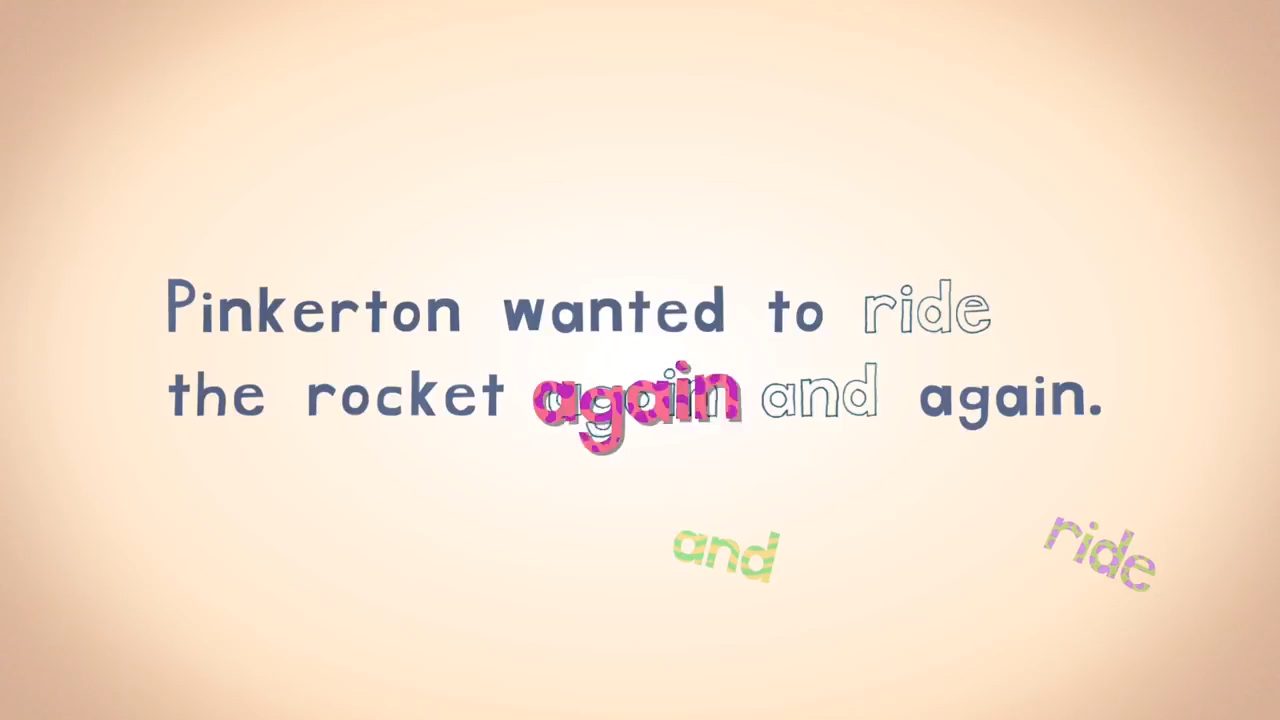 Pinkerton wanted to ride
the rocket again and again.
and
ride